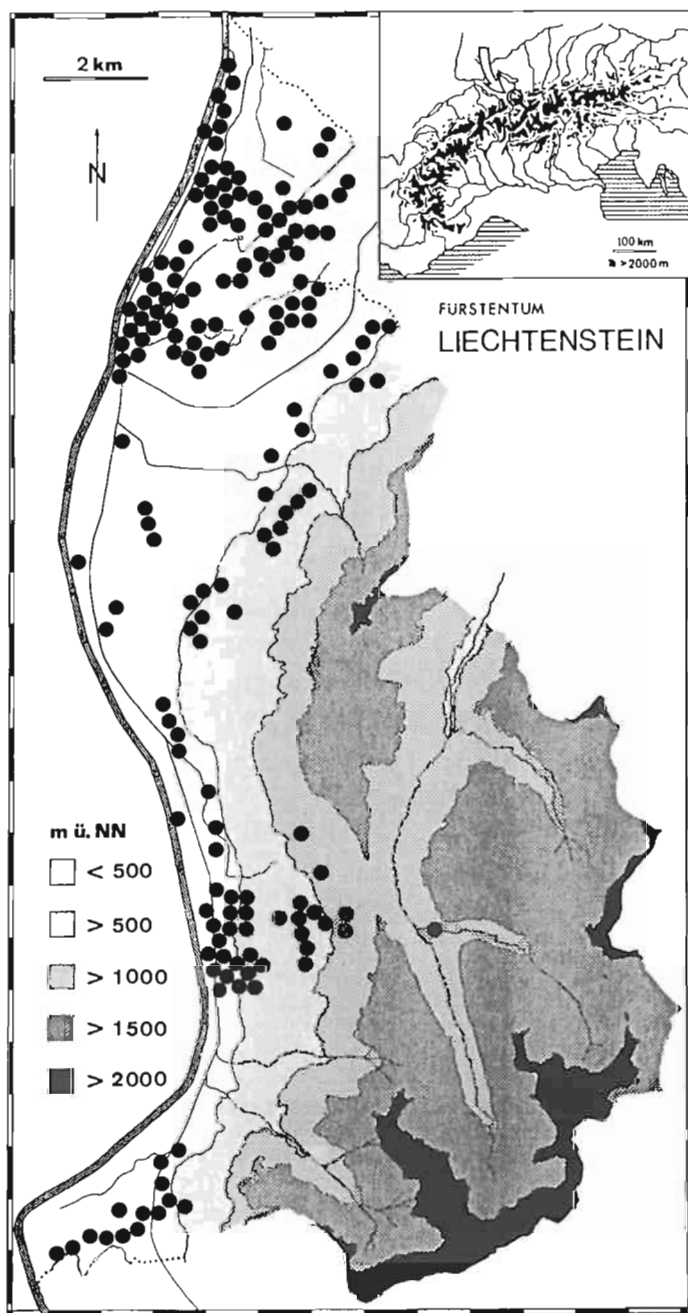 2 km
N
100 km
> 2000 m
FÜRSTENTUM
LIECHTENSTEIN
m ü. NN
< 500
> 500
> 1000
> 1500
> 2000